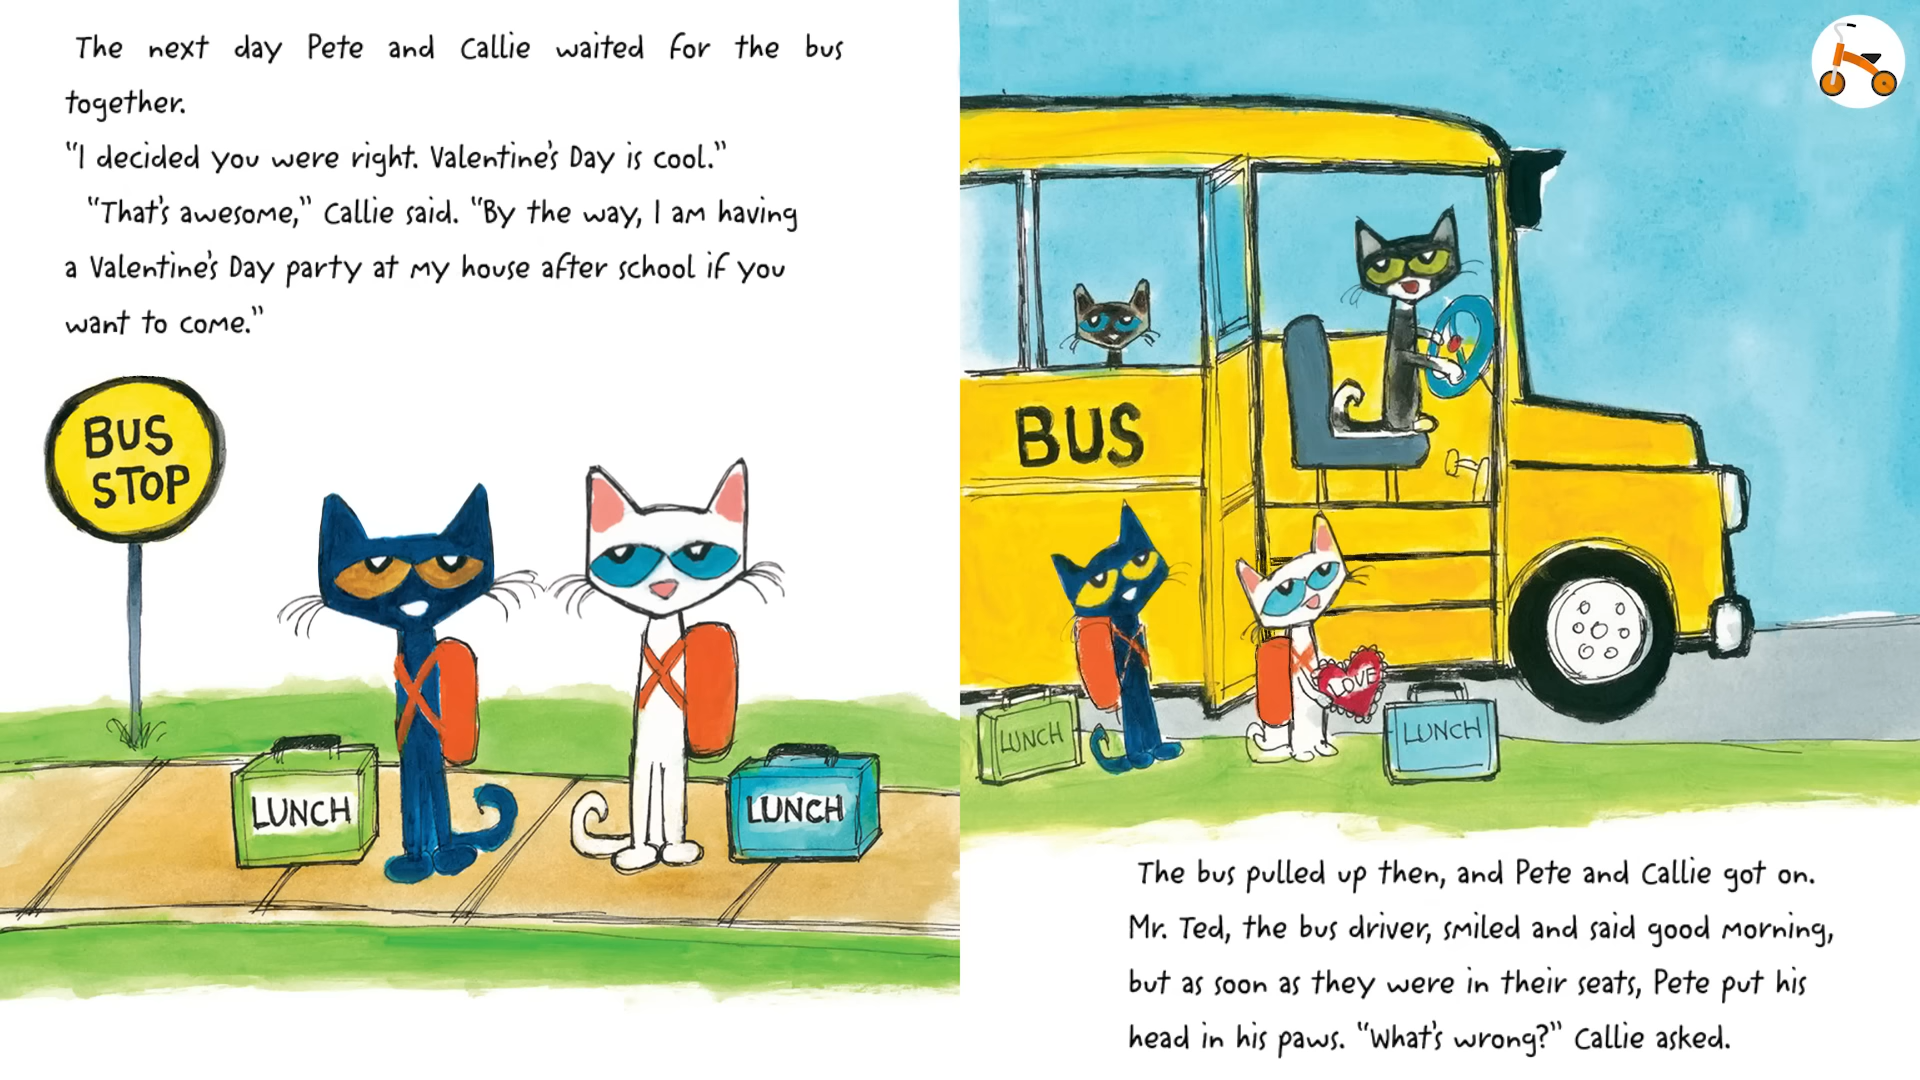 The next day Pete and Callie waited for the bus
together.
“I decided you were right. Valentine’s Day is cool.”
“That’s awesome,” Callie said. “By the way, I am having
a Valentine’s Day party at my house after school if you
want to come.”
BUS
STOP
LUNCH
LUNCH
BUS
LUNCH
LOVE
LUNCH
The bus pulled up then, and Pete and Callie got on.
Mr. Ted, the bus driver, smiled and said good morning,
but as soon as they were in their seats, Pete put his
head in his paws. “What’s wrong?” Callie asked.